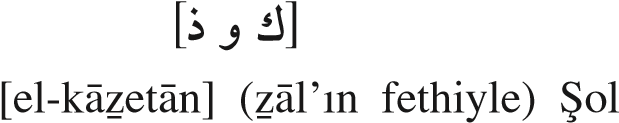 [ك و ذ]
[el-kāẕetān] (ẕāl’ın fethiyle) Şol